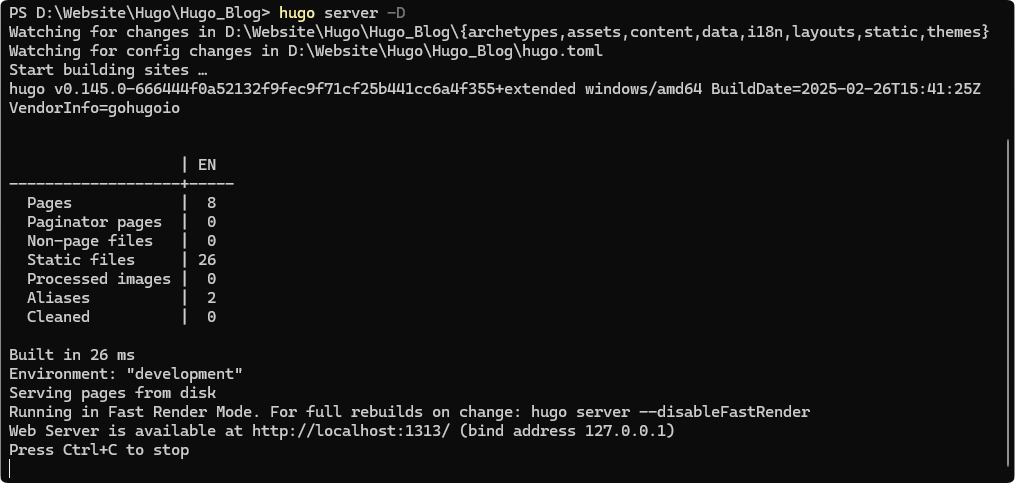 PS D:\Website\Hugo\Hugo_Blog> hugo server -D
Watching for changes in D:\Website\Hugo\Hugo_Blog\{archetypes,assets,content,data,i18n,layouts,static,themes}
Watching for config changes in D:\Website\Hugo\Hugo_Blog\hugo.toml
Start building sites …
hugo v0.145.0-666444f0a52132f9fec9f71cf25b441cc6a4f355+extended windows/amd64 BuildDate=2025-02-26T15:41:25Z
VendorInfo=gohugoio
                   | EN
-------------------+-----
  Pages            |  8
  Paginator pages  |  0
  Non-page files   |  0
  Static files     | 26
  Processed images |  0
  Aliases          |  2
  Cleaned          |  0
Built in 26 ms
Environment: "development"
Serving pages from disk
Running in Fast Render Mode. For full rebuilds on change: hugo server --disableFastRender
Web Server is available at http://localhost:1313/ (bind address 127.0.0.1)
Press Ctrl+C to stop